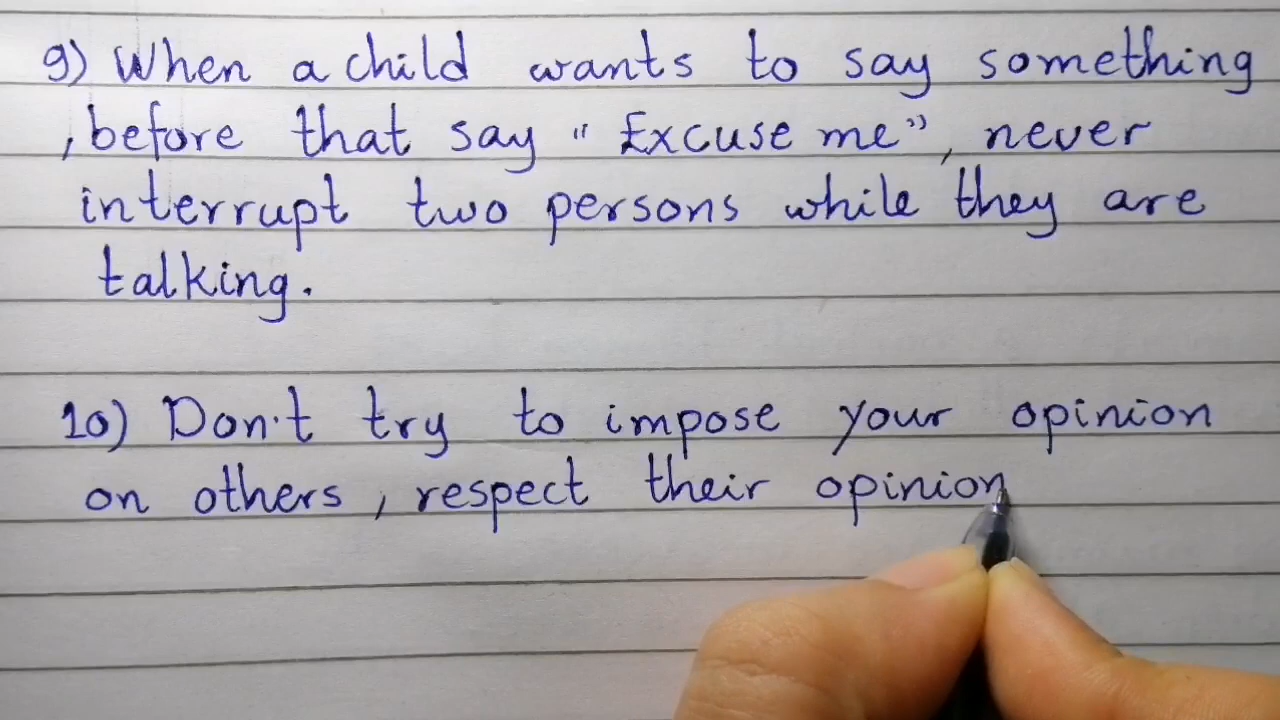 9) When a child wants to say something
, before that say "Excuse me", never
interrupt two persons while they are
talking.
10) Don't try to impose your opinion
on others, respect their opinion